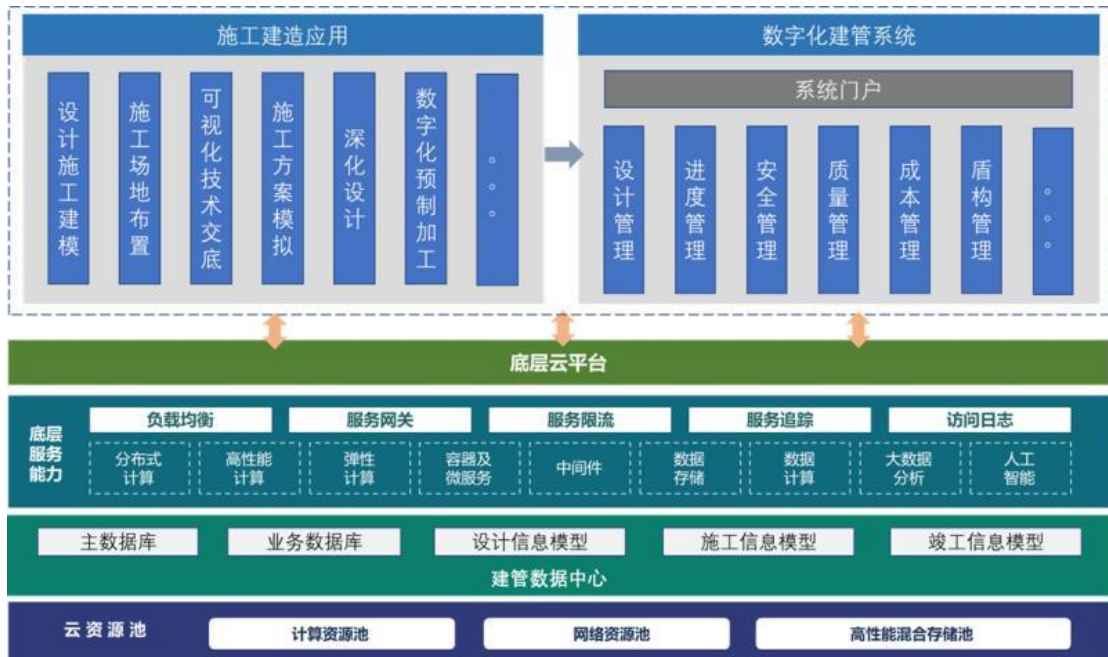 施工建造应用
设计施工建模
施工场地布置
可视化技术交底
施工方案模拟
深化设计
数字化预制加工
。。。
数字化建管系统
系统门户
设计管理
进度管理
安全管理
质量管理
成本管理
盾构管理
。。。
底层云平台
底层
服务
能力
负载均衡
服务网关
服务限流
服务追踪
访问日志
分布式
计算
高性能
计算
弹性
计算
容器及
微服务
中间件
数据
存储
数据
计算
大数据
分析
人工
智能
主数据库
业务数据库
设计信息模型
施工信息模型
竣工信息模型
建管数据中心
云资源池
计算资源池
网络资源池
高性能混合存储池